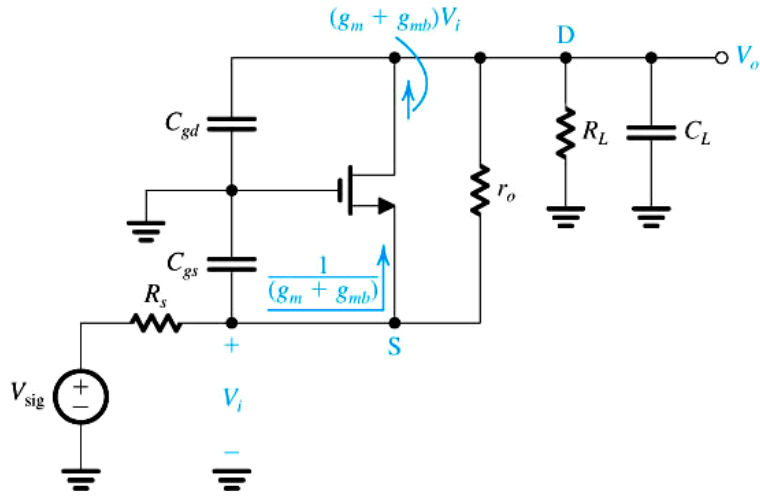 (gm + gmb)Vi
D
Vo
Cgd
RL
CL
ro
Cgs
1
(gm + gmb)
Rs
+
S
Vsig
+
−
Vi
−